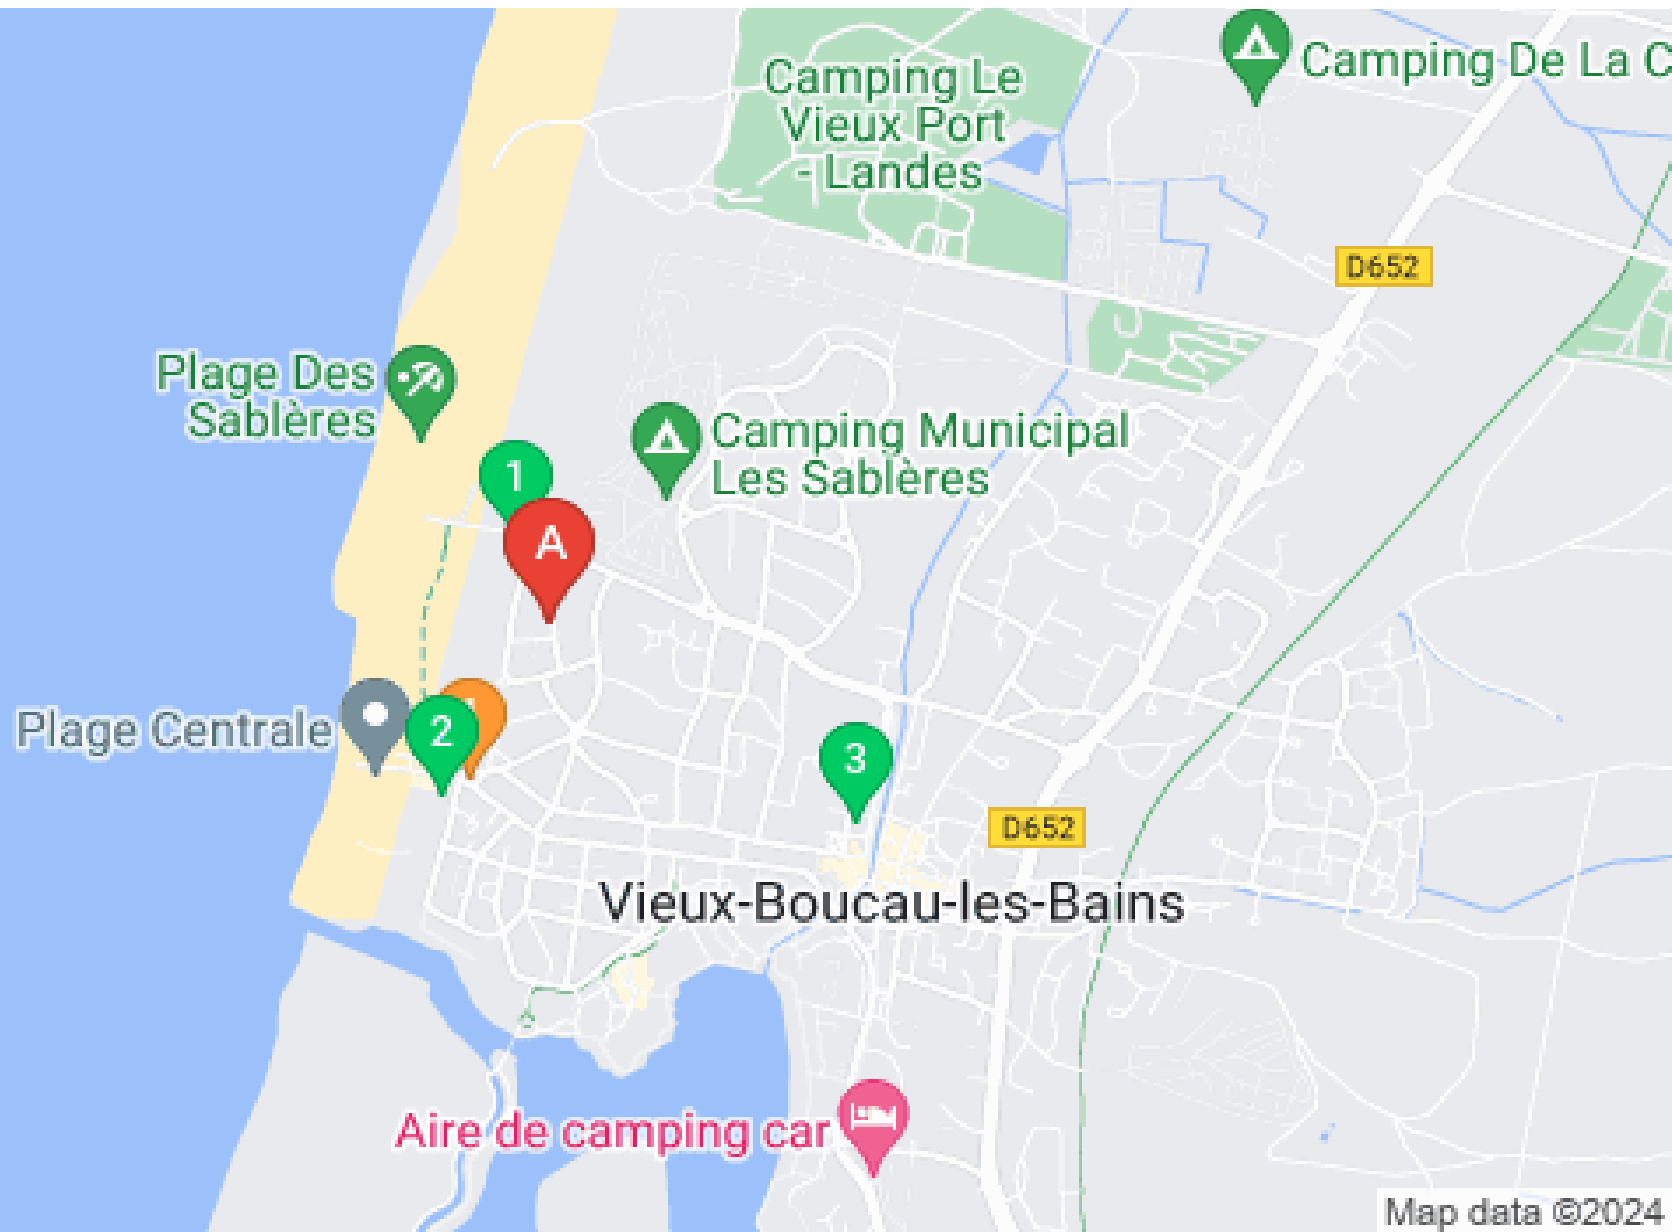 Camping Le
Vieux Port
- Landes
Camping De La C
D652
Plage Des
Sablères
Camping Municipal
Les Sablères
1
A
Plage Centrale
2
3
D652
Vieux-Boucau-les-Bains
Aire de camping car
Map data ©2024